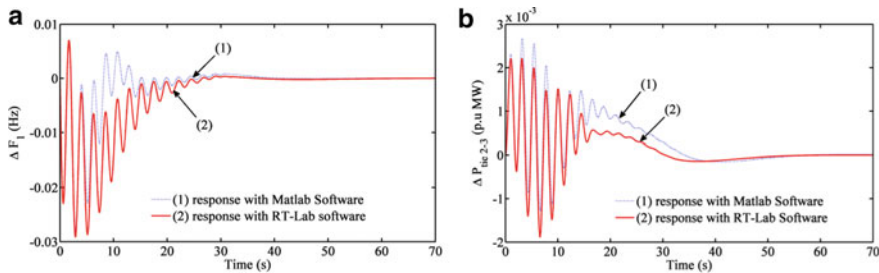 a
0.01
0
-0.01
-0.02
-0.03
Δ F1 (Hz)
(1)
(2)
(1) response with Matlab Software
(2) response with RT-Lab software
0 10 20 30 40 50 60 70
Time (s)
b
3 x 10-3
2
1
0
-1
-2
Δ Ptie 2-3 (p.u MW)
(1)
(2)
(1) response with Matlab Software
(2) response with RT-Lab Software
0 10 20 30 40 50 60 70
Time (s)